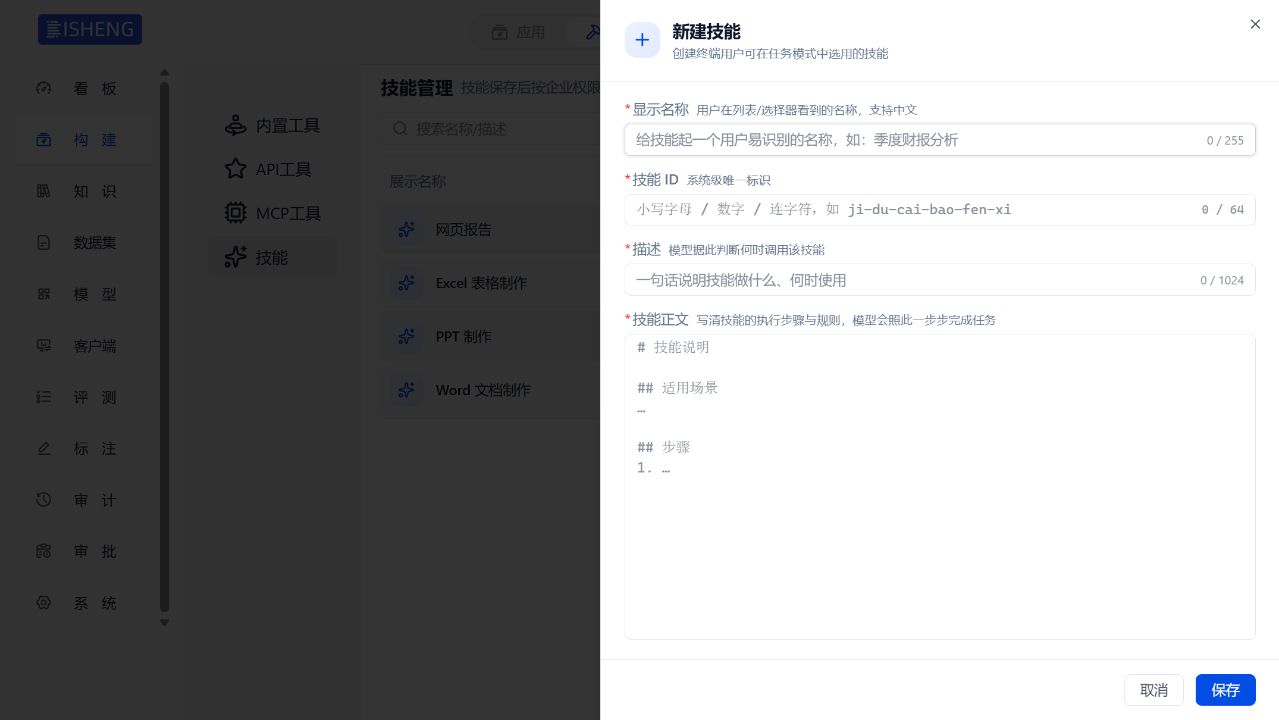 ISHENG
应用
看 板
构 建
知 识
数据集
模 型
客户端
评 测
标 注
审 计
审 批
系 统
内置工具
API工具
MCP工具
技能
技能管理 技能保存后按企业权限
搜索名称/描述
展示名称
网页报告
Excel 表格制作
PPT 制作
Word 文档制作
新建技能
创建终端用户可在任务模式中选用的技能
*显示名称 用户在列表/选择器看到的名称，支持中文
给技能起一个用户易识别的名称，如：季度财报分析 0 / 255
*技能 ID 系统级唯一标识
小写字母 / 数字 / 连字符，如 ji-du-cai-bao-fen-xi 0 / 64
*描述 模型据此判断何时调用该技能
一句话说明技能做什么、何时使用 0 / 1024
*技能正文 写清技能的执行步骤与规则，模型会照此一步步完成任务
# 技能说明
## 适用场景
…
## 步骤
1. …
取消
保存